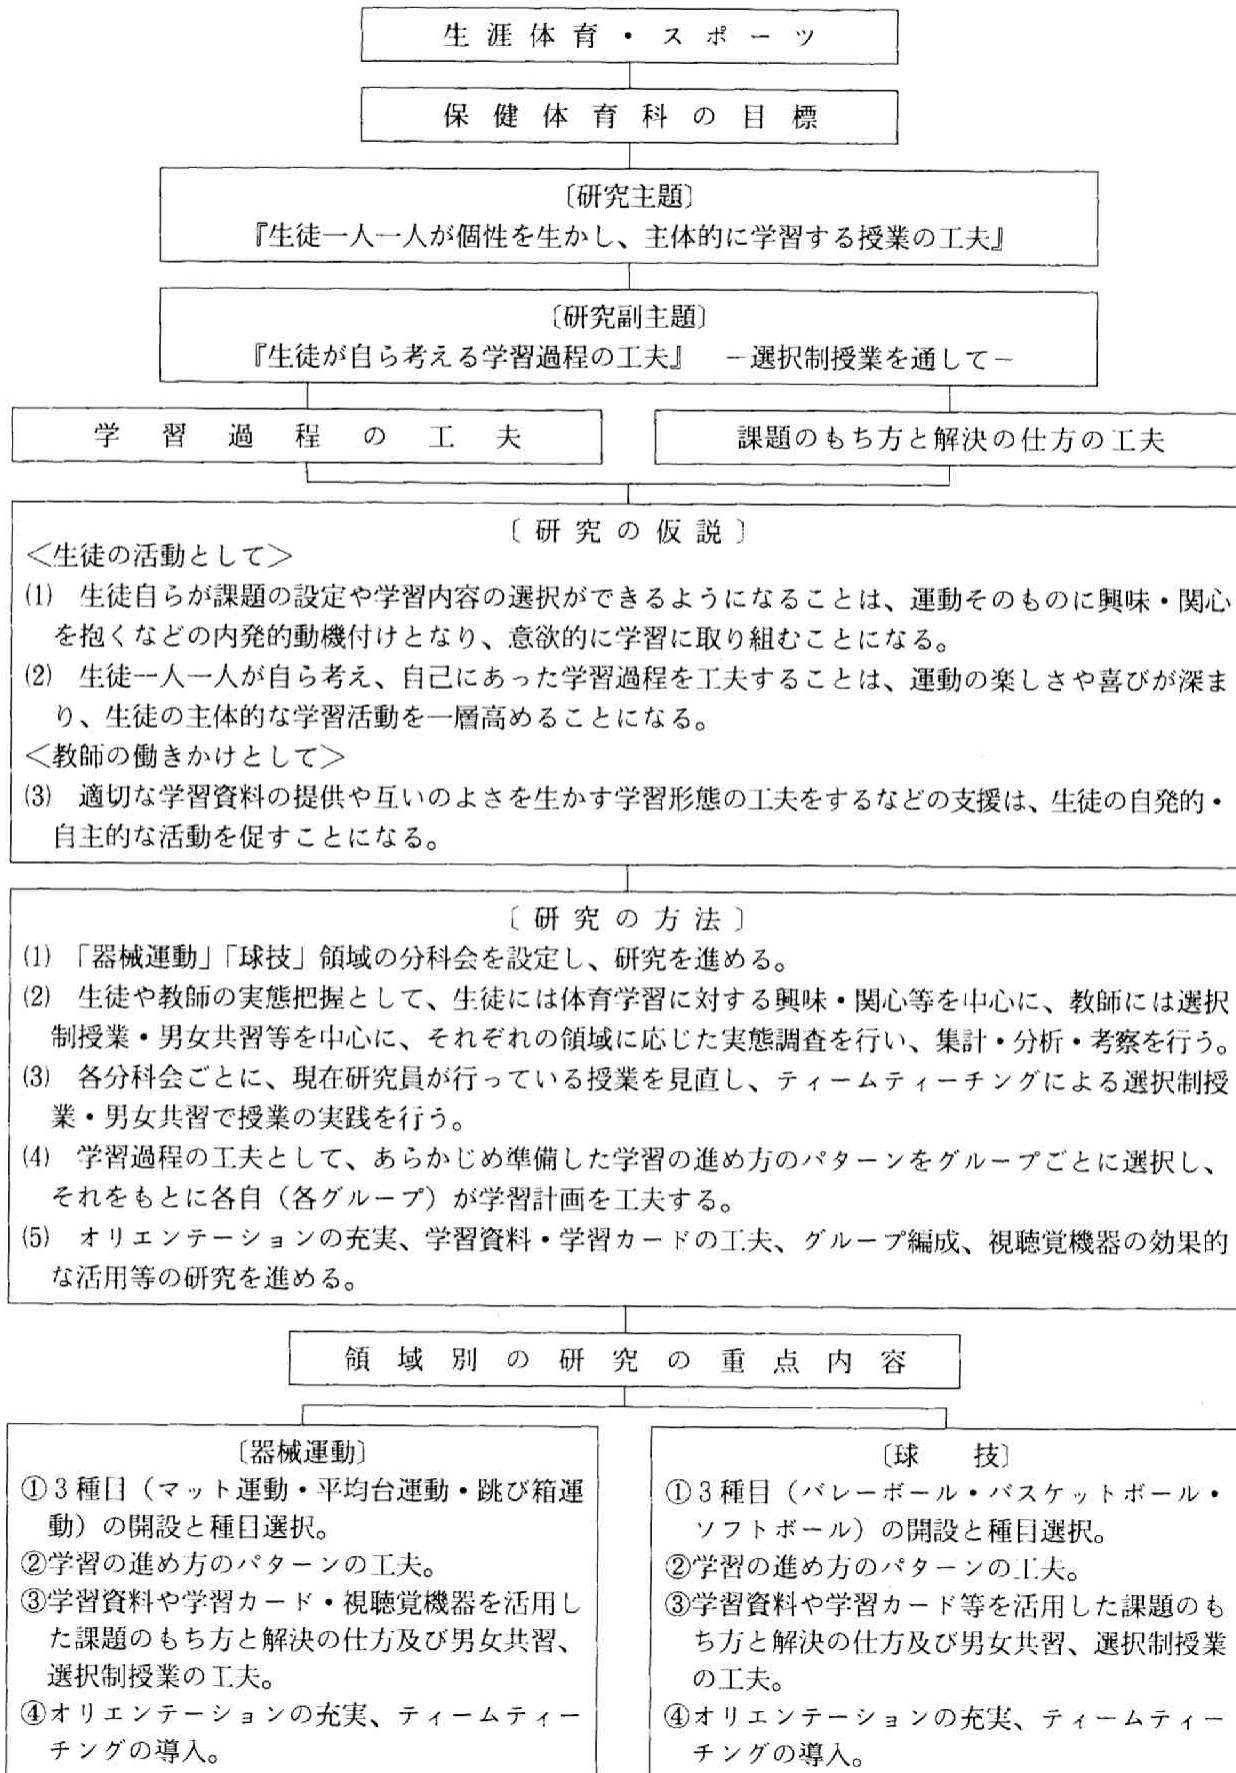 生涯体育・スポーツ
保健体育科の目標
〔研究主題〕
『生徒一人一人が個性を生かし、主体的に学習する授業の工夫』
〔研究副主題〕
『生徒が自ら考える学習過程の工夫』　－選択制授業を通して－
学習過程の工夫
課題のもち方と解決の仕方の工夫
〔研究の仮説〕
＜生徒の活動として＞
⑴　生徒自らが課題の設定や学習内容の選択ができるようになることは、運動そのものに興味・関心
を抱くなどの内発的動機付けとなり、意欲的に学習に取り組むことになる。
⑵　生徒一人一人が自ら考え、自己にあった学習過程を工夫することは、運動の楽しさや喜びが深ま
り、生徒の主体的な学習活動を一層高めることになる。
＜教師の働きかけとして＞
⑶　適切な学習資料の提供や互いのよさを生かす学習形態の工夫をするなどの支援は、生徒の自発的・
自主的な活動を促すことになる。
〔研究の方法〕
⑴　「器械運動」「球技」領域の分科会を設定し、研究を進める。
⑵　生徒や教師の実態把握として、生徒には体育学習に対する興味・関心等を中心に、教師には選択
制授業・男女共習等を中心に、それぞれの領域に応じた実態調査を行い、集計・分析・考察を行う。
⑶　各分科会ごとに、現在研究員が行っている授業を見直し、ティームティーチングによる選択制授
業・男女共習で授業の実践を行う。
⑷　学習過程の工夫として、あらかじめ準備した学習の進め方のパターンをグループごとに選択し、
それをもとに各自（各グループ）が学習計画を工夫する。
⑸　オリエンテーションの充実、学習資料・学習カードの工夫、グループ編成、視聴覚機器の効果的
な活用等の研究を進める。
領域別の研究の重点内容
〔器械運動〕
①３種目（マット運動・平均台運動・跳び箱運
動）の開設と種目選択。
②学習の進め方のパターンの工夫。
③学習資料や学習カード・視聴覚機器を活用し
た課題のもち方と解決の仕方及び男女共習、
選択制授業の工夫。
④オリエンテーションの充実、ティームティー
チングの導入。
〔球　技〕
①３種目（バレーボール・バスケットボール・
ソフトボール）の開設と種目選択。
②学習の進め方のパターンの工夫。
③学習資料や学習カード等を活用した課題のも
ち方と解決の仕方及び男女共習、選択制授業
の工夫。
④オリエンテーションの充実、ティームティー
チングの導入。